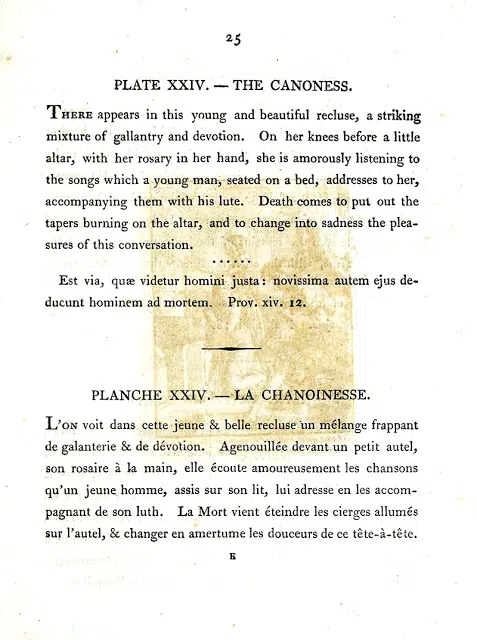 25
PLATE XXIV. — THE CANONESS.
THERE appears in this young and beautiful recluse, a striking
mixture of gallantry and devotion. On her knees before a little
altar, with her rosary in her hand, she is amorously listening to
the songs which a young man, seated on a bed, addresses to her,
accompanying them with his lute. Death comes to put out the
tapers burning on the altar, and to change into sadness the plea-
sures of this conversation.
......
Est via, quæ videtur homini justa: novissima autem ejus de-
ducunt hominem ad mortem. Prov. xiv. 12.
PLANCHE XXIV. — LA CHANOINESSE.
L'ON voit dans cette jeune & belle recluse un mélange frappant
de galanterie & de dévotion. Agenouillée devant un petit autel,
son rosaire à la main, elle écoute amoureusement les chansons
qu'un jeune homme, assis sur son lit, lui adresse en les accom-
pagnant de son luth. La Mort vient éteindre les cierges allumés
sur l'autel, & changer en amertume les douceurs de ce tête-à-tête.
E